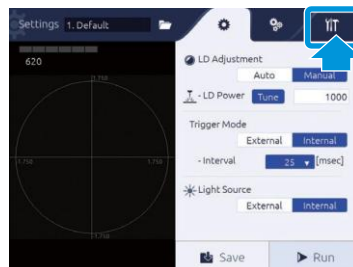 Settings 1. Default
620
1.750
1.750
1.750
1.750
LD Adjustment
Auto Manual
- LD Power Tune 1000
Trigger Mode
External Internal
- Interval 25 [msec]
Light Source
External Internal
Save Run